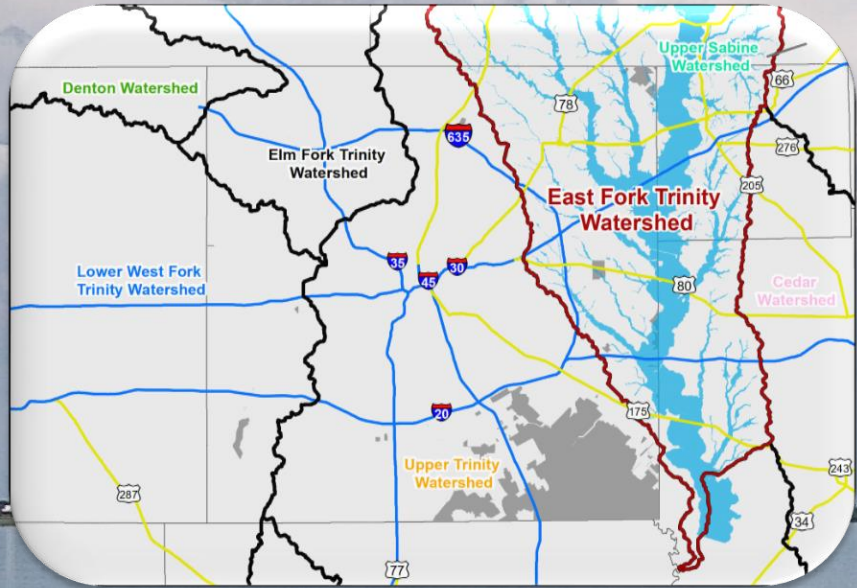 Upper Sabine
Watershed
66
Denton Watershed
78
635
276
Elm Fork Trinity
Watershed
205
East Fork Trinity
Watershed
35
30
Lower West Fork
Trinity Watershed
45
80
Cedar
Watershed
20
175
Upper Trinity
Watershed
243
287
34
77